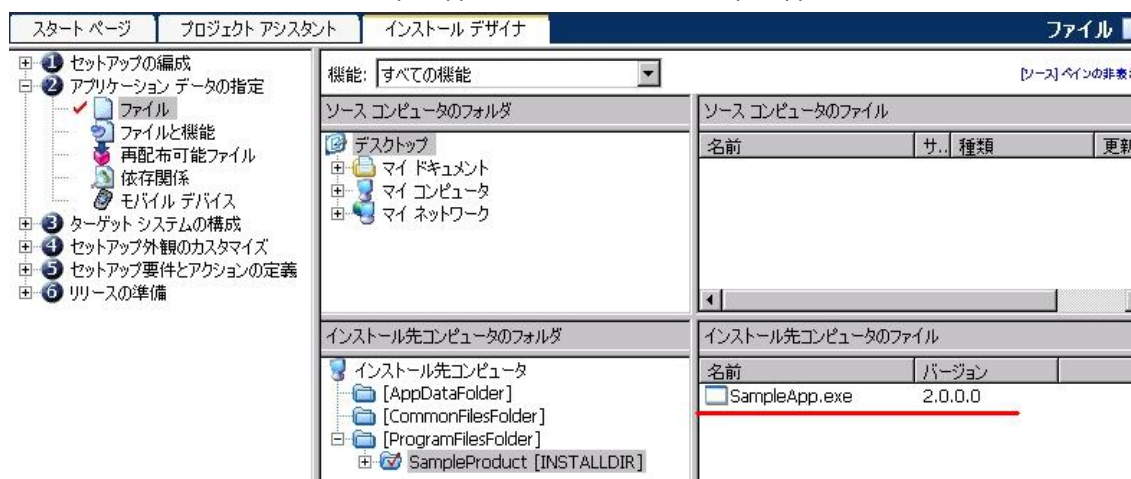 スタート ページ
プロジェクト アシスタント
インストール デザイナ
ファイル
セットアップの編成
アプリケーション データの指定
ファイル
ファイルと機能
再配布可能ファイル
依存関係
モバイル デバイス
ターゲット システムの構成
セットアップ外観のカスタマイズ
セットアップ要件とアクションの定義
リリースの準備
機能: すべての機能
[ソース] ペインの非表
ソース コンピュータのフォルダ
デスクトップ
マイ ドキュメント
マイ コンピュータ
マイ ネットワーク
ソース コンピュータのファイル
名前 サ.. 種類 更新
インストール先コンピュータのフォルダ
インストール先コンピュータ
[AppDataFolder]
[CommonFilesFolder]
[ProgramFilesFolder]
SampleProduct [INSTALLDIR]
インストール先コンピュータのファイル
名前 バージョン
SampleApp.exe 2.0.0.0